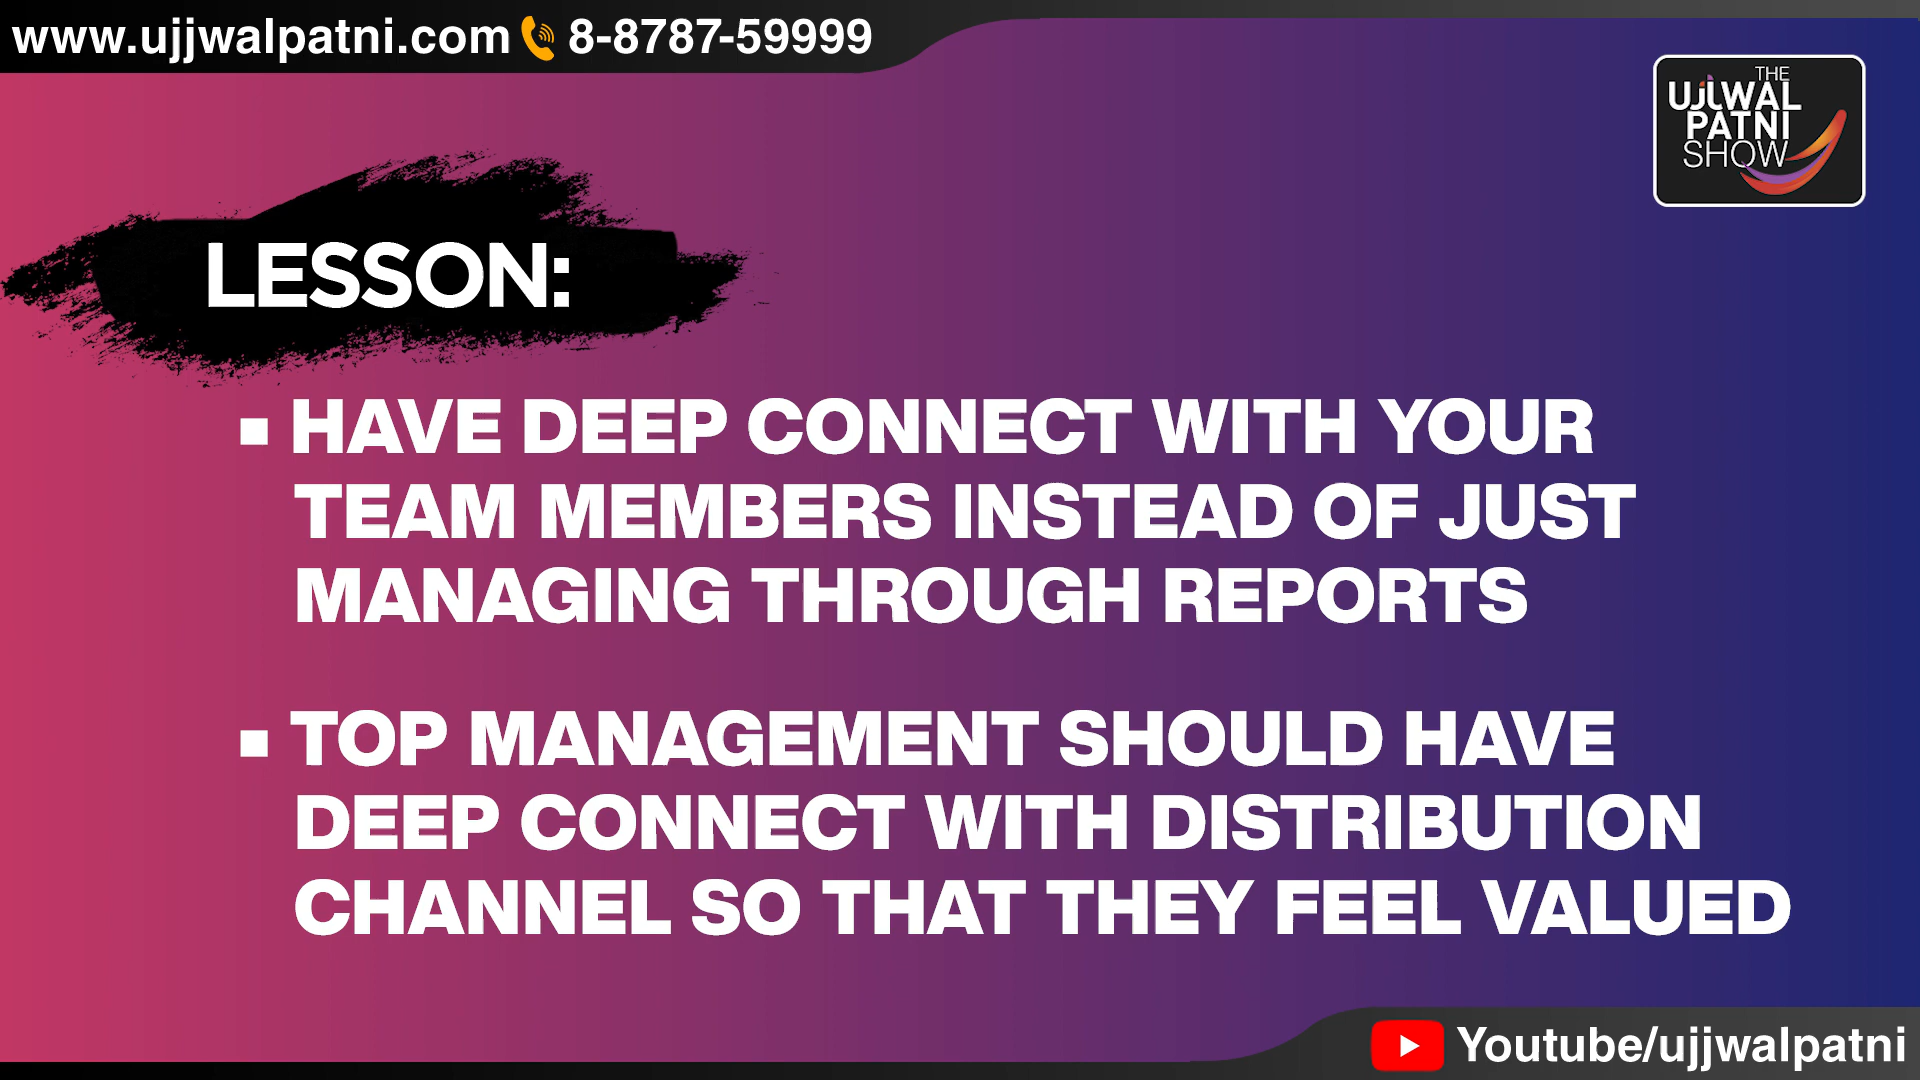 www.ujjwalpatni.com 8-8787-59999
THE
UJJWAL
PATNI
SHOW
LESSON:
▪ HAVE DEEP CONNECT WITH YOUR
TEAM MEMBERS INSTEAD OF JUST
MANAGING THROUGH REPORTS
▪ TOP MANAGEMENT SHOULD HAVE
DEEP CONNECT WITH DISTRIBUTION
CHANNEL SO THAT THEY FEEL VALUED
Youtube/ujjwalpatni